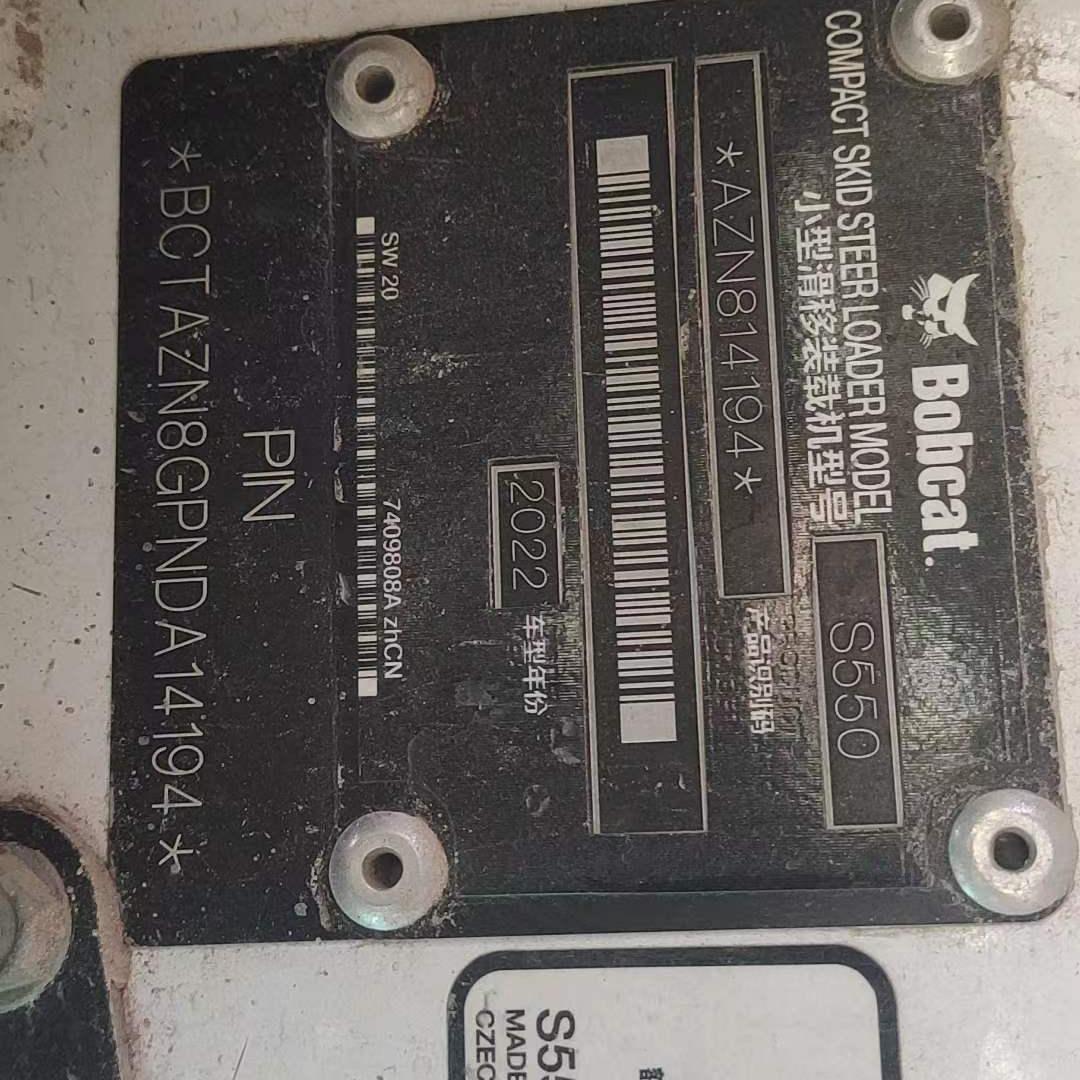 Bobcat.
COMPACT SKID STEER LOADER MODEL
小型滑移装载机型号
S550
*AZN814194*
产品识别码
2022
车型年份
SW 20
7409808A zhCN
PIN
*BCTAZN8GPNDA14194*
MADE
CZEC